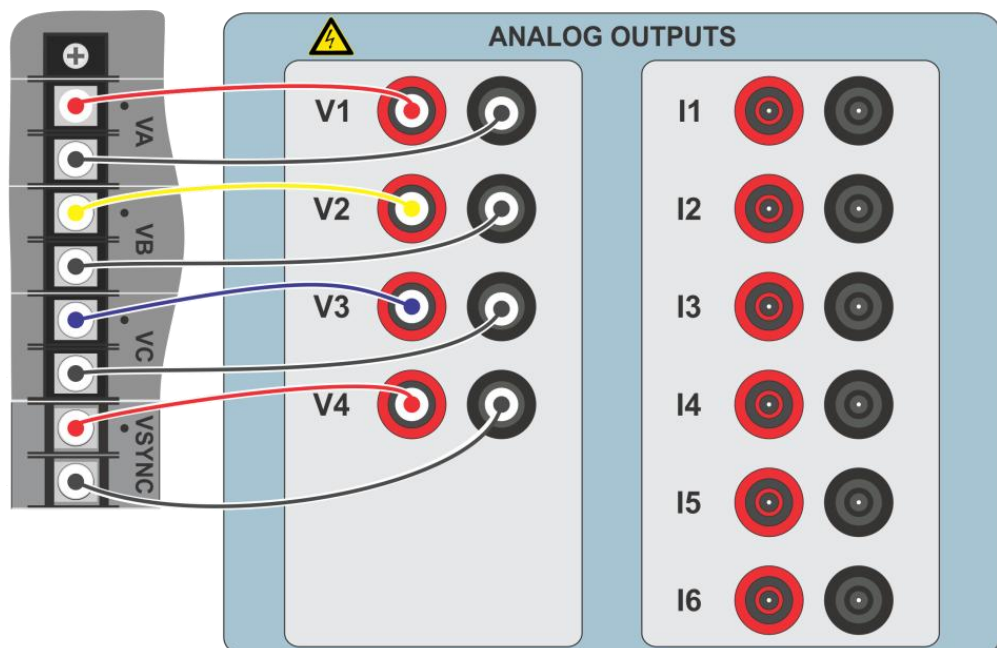 ANALOG OUTPUTS
VA
VB
VC
VSYNC
V1
V2
V3
V4
I1
I2
I3
I4
I5
I6